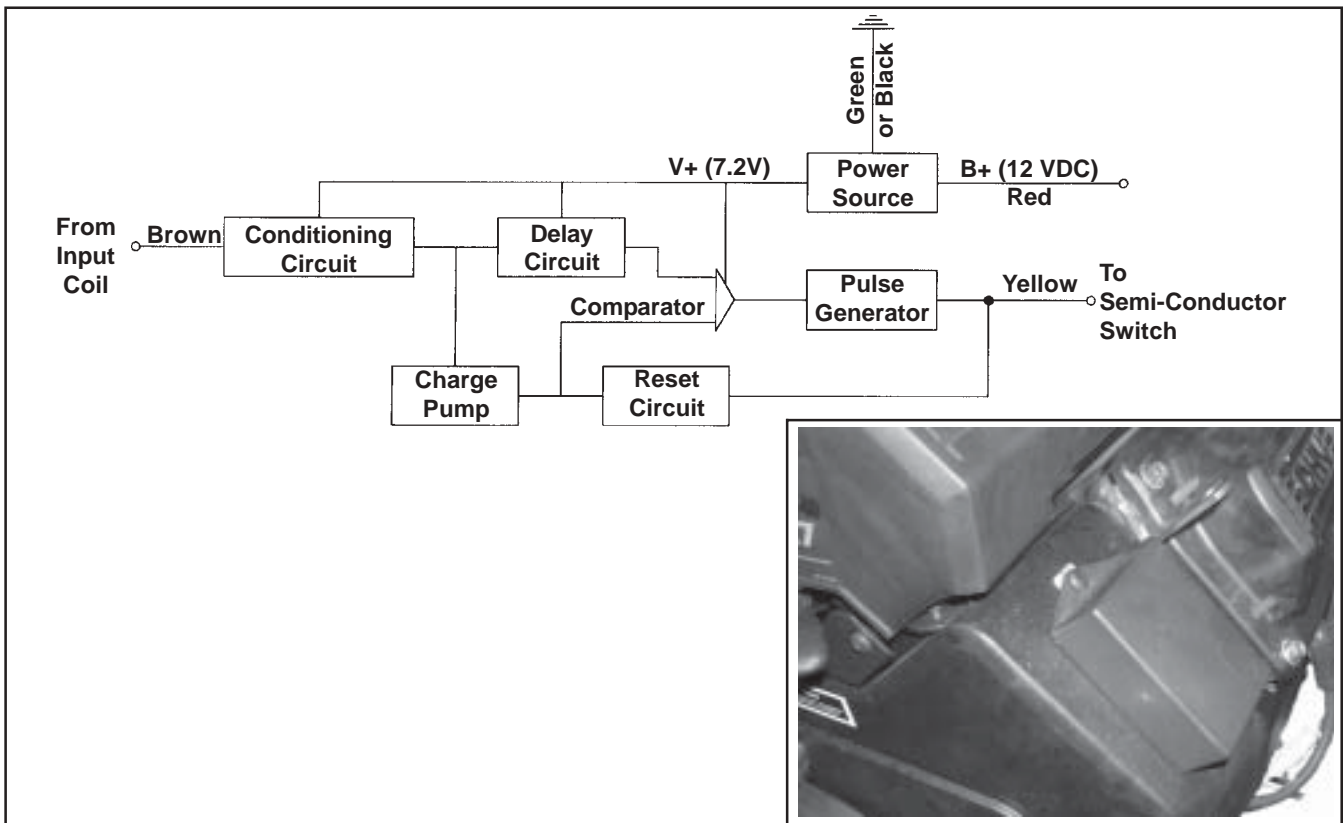 Green
or Black
V+ (7.2V)
Power
Source
B+ (12 VDC)
Red
From
Input
Coil
Brown
Conditioning
Circuit
Delay
Circuit
Comparator
Pulse
Generator
Yellow
To
Semi-Conductor
Switch
Charge
Pump
Reset
Circuit